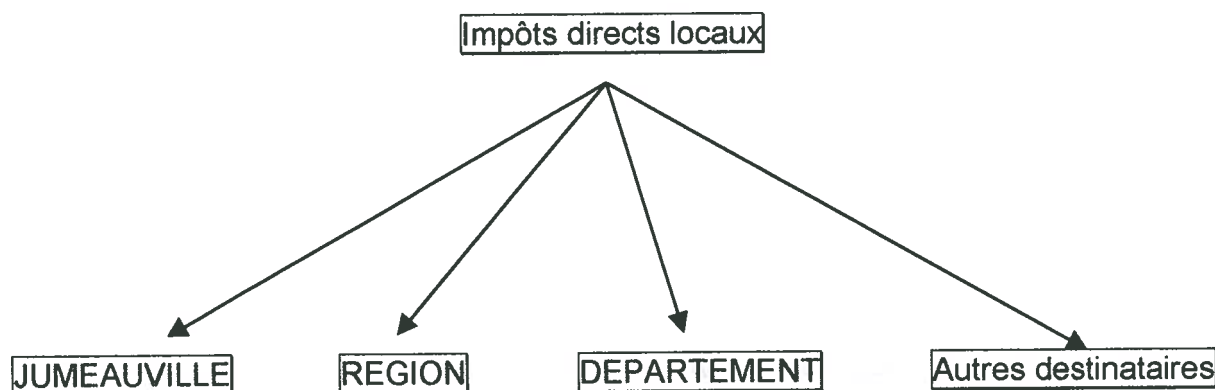 Impôts directs locaux
JUMEAUVILLE
REGION
DEPARTEMENT
Autres destinataires